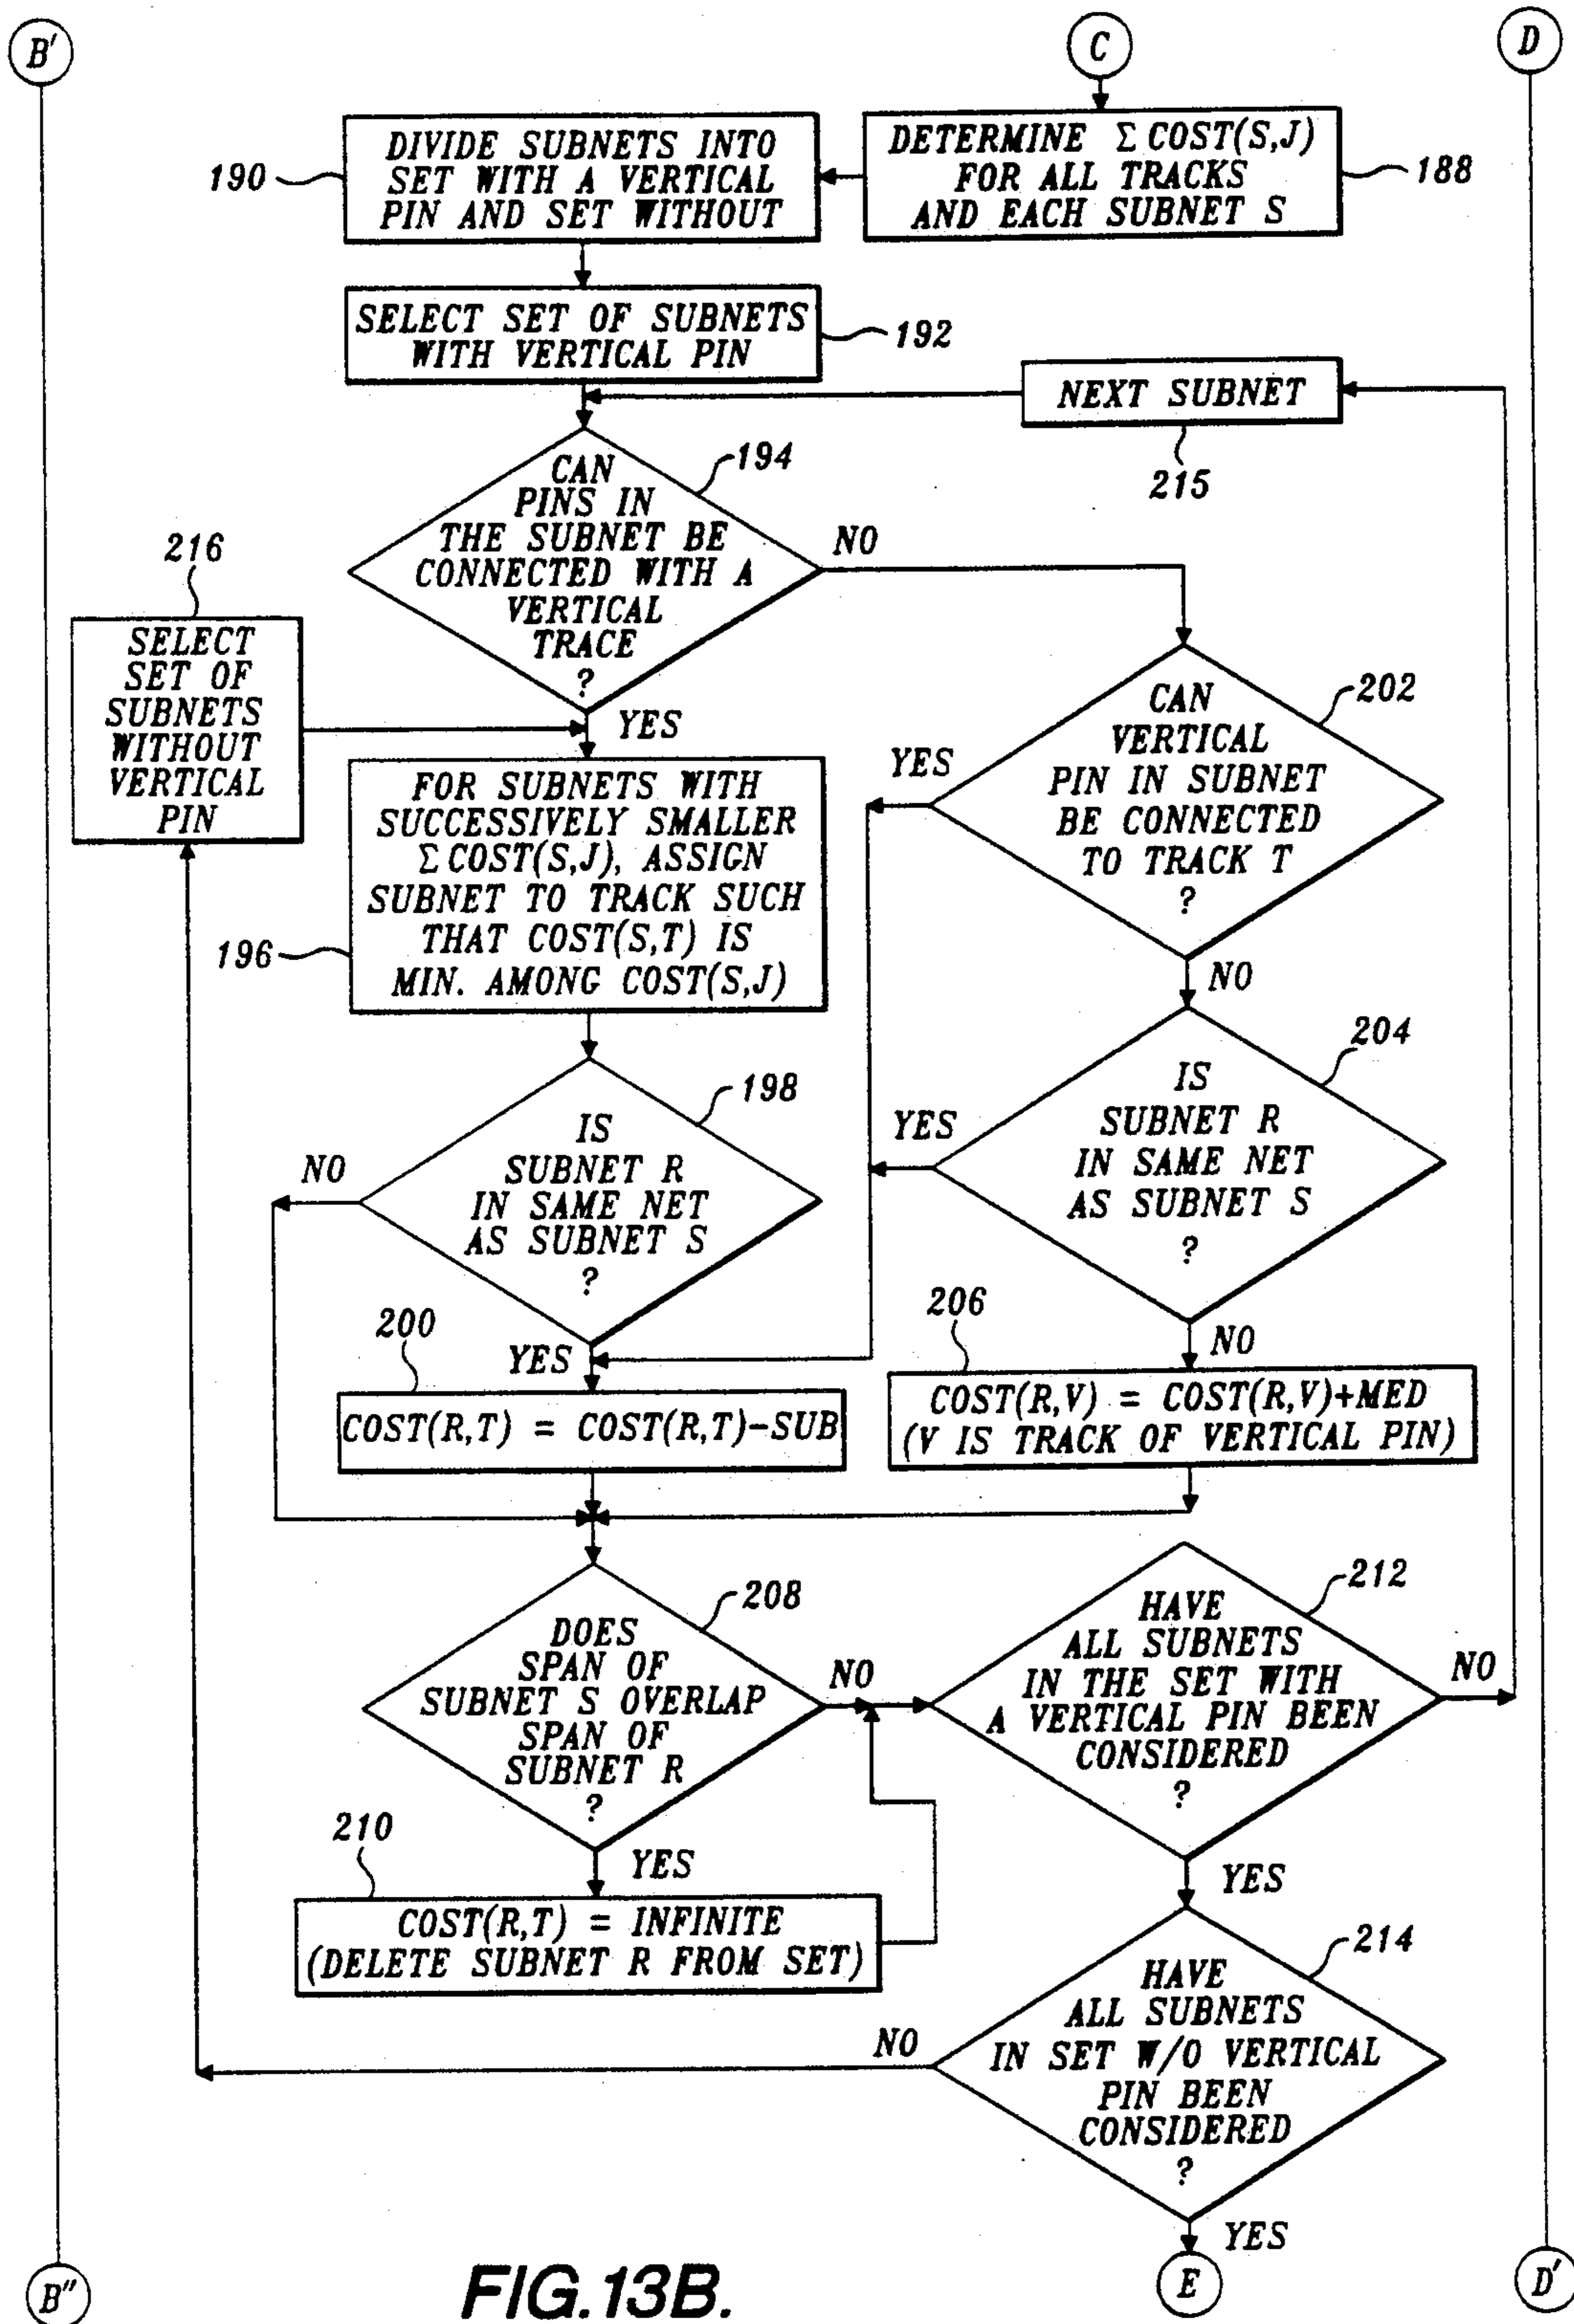 B'
C
D
DIVIDE SUBNETS INTO
SET WITH A VERTICAL
PIN AND SET WITHOUT
190
DETERMINE Σ COST(S,J)
FOR ALL TRACKS
AND EACH SUBNET S
188
SELECT SET OF SUBNETS
WITH VERTICAL PIN
192
NEXT SUBNET
215
CAN
PINS IN
THE SUBNET BE
CONNECTED WITH A
VERTICAL
TRACE
?
194
NO
YES
216
SELECT
SET OF
SUBNETS
WITHOUT
VERTICAL
PIN
CAN
VERTICAL
PIN IN SUBNET
BE CONNECTED
TO TRACK T
?
202
YES
NO
FOR SUBNETS WITH
SUCCESSIVELY SMALLER
Σ COST(S,J), ASSIGN
SUBNET TO TRACK SUCH
THAT COST(S,T) IS
MIN. AMONG COST(S,J)
196
IS
SUBNET R
IN SAME NET
AS SUBNET S
?
204
YES
NO
IS
SUBNET R
IN SAME NET
AS SUBNET S
?
198
NO
YES
200
COST(R,T) = COST(R,T)-SUB
206
COST(R,V) = COST(R,V)+MED
(V IS TRACK OF VERTICAL PIN)
DOES
SPAN OF
SUBNET S OVERLAP
SPAN OF
SUBNET R
?
208
NO
YES
HAVE
ALL SUBNETS
IN THE SET WITH
A VERTICAL PIN BEEN
CONSIDERED
?
212
NO
YES
210
COST(R,T) = INFINITE
(DELETE SUBNET R FROM SET)
HAVE
ALL SUBNETS
IN SET W/O VERTICAL
PIN BEEN
CONSIDERED
?
214
NO
YES
B"
FIG.13B.
E
D'